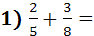 1) 2/5 + 3/8 =